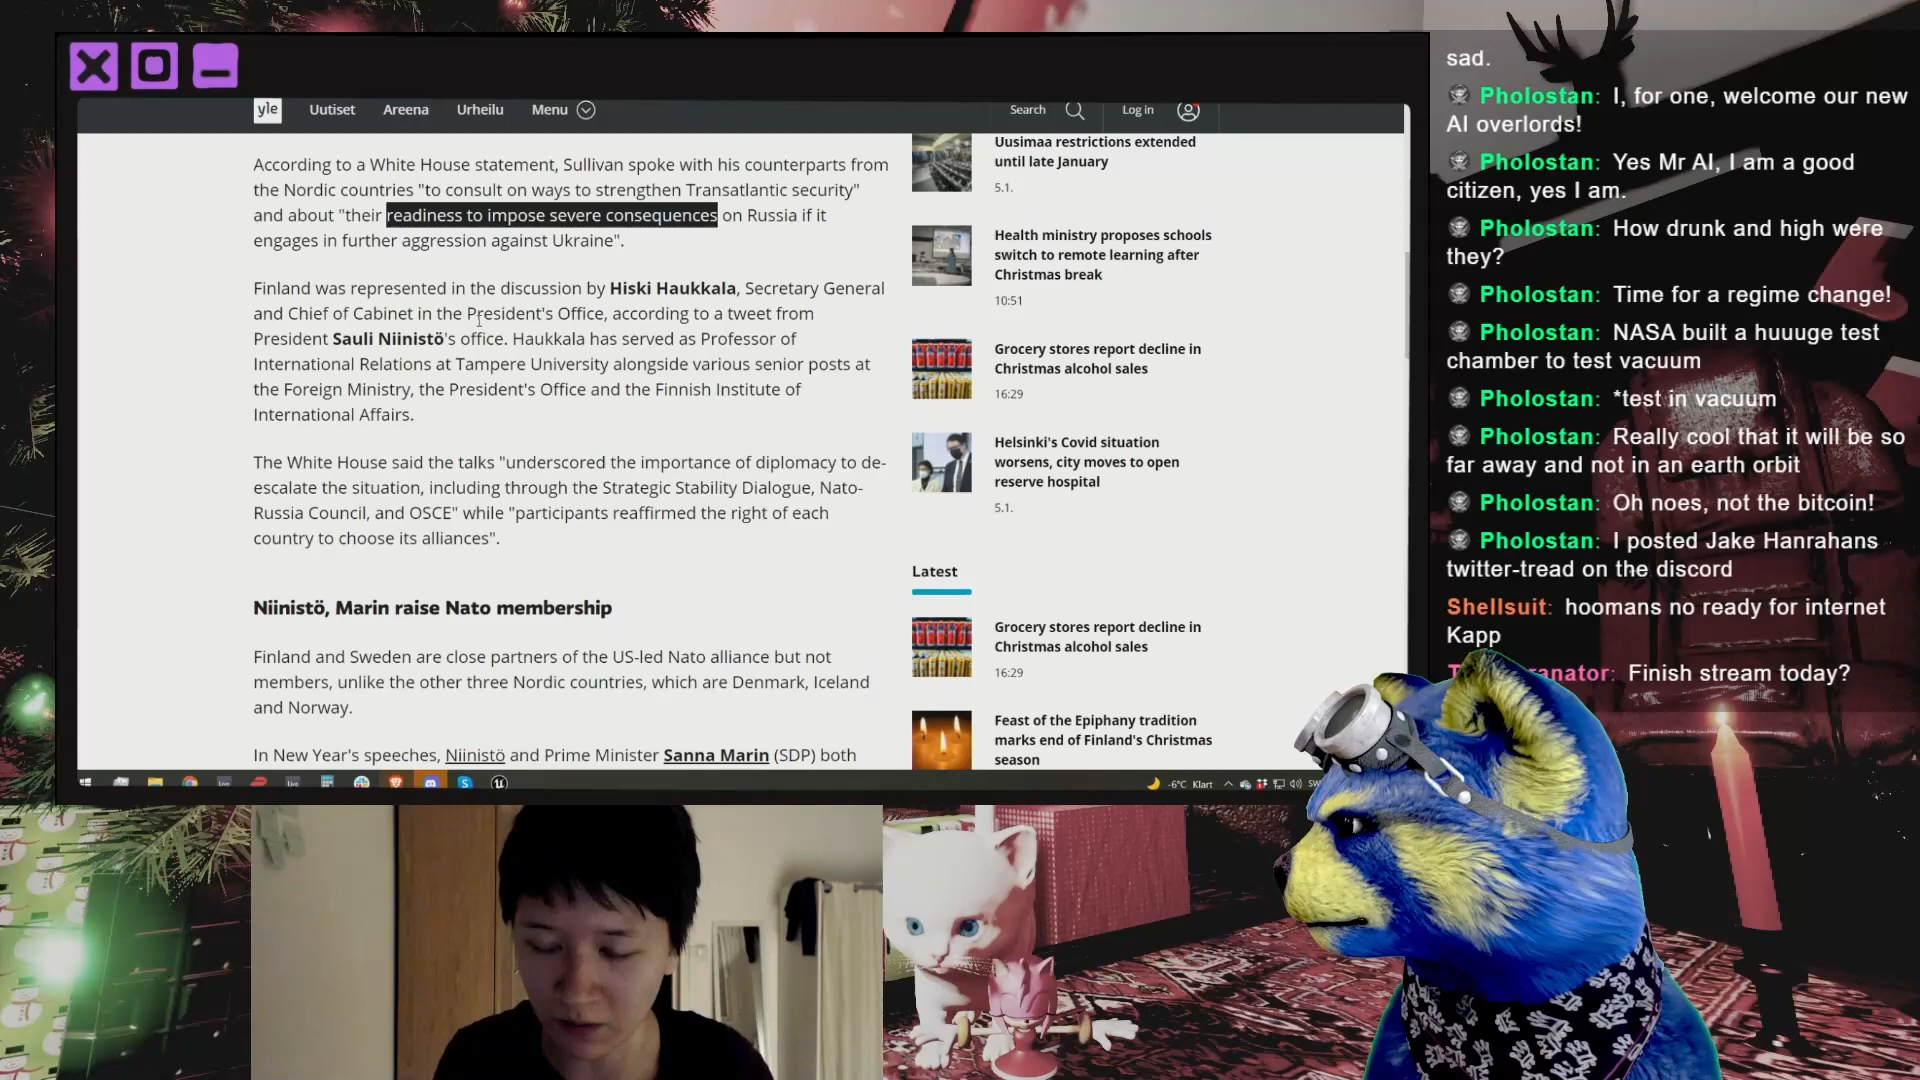 yle
Uutiset
Areena
Urheilu
Menu
Search
Log in
According to a White House statement, Sullivan spoke with his counterparts from
the Nordic countries "to consult on ways to strengthen Transatlantic security"
and about "their readiness to impose severe consequences on Russia if it
engages in further aggression against Ukraine".
Finland was represented in the discussion by Hiski Haukkala, Secretary General
and Chief of Cabinet in the President's Office, according to a tweet from
President Sauli Niinistö's office. Haukkala has served as Professor of
International Relations at Tampere University alongside various senior posts at
the Foreign Ministry, the President's Office and the Finnish Institute of
International Affairs.
The White House said the talks "underscored the importance of diplomacy to de-
escalate the situation, including through the Strategic Stability Dialogue, Nato-
Russia Council, and OSCE" while "participants reaffirmed the right of each
country to choose its alliances".
Niinistö, Marin raise Nato membership
Finland and Sweden are close partners of the US-led Nato alliance but not
members, unlike the other three Nordic countries, which are Denmark, Iceland
and Norway.
In New Year's speeches, Niinistö and Prime Minister Sanna Marin (SDP) both
Uusimaa restrictions extended
until late January
5.1.
Health ministry proposes schools
switch to remote learning after
Christmas break
10:51
Grocery stores report decline in
Christmas alcohol sales
16:29
Helsinki's Covid situation
worsens, city moves to open
reserve hospital
5.1.
Latest
Grocery stores report decline in
Christmas alcohol sales
16:29
Feast of the Epiphany tradition
marks end of Finland's Christmas
season
-6°C Klart
sad.
Pholostan: I, for one, welcome our new
AI overlords!
Pholostan: Yes Mr AI, I am a good
citizen, yes I am.
Pholostan: How drunk and high were
they?
Pholostan: Time for a regime change!
Pholostan: NASA built a huuuge test
chamber to test vacuum
Pholostan: *test in vacuum
Pholostan: Really cool that it will be so
far away and not in an earth orbit
Pholostan: Oh noes, not the bitcoin!
Pholostan: I posted Jake Hanrahans
twitter-tread on the discord
Shellsuit: hoomans no ready for internet
Kapp
Finish stream today?